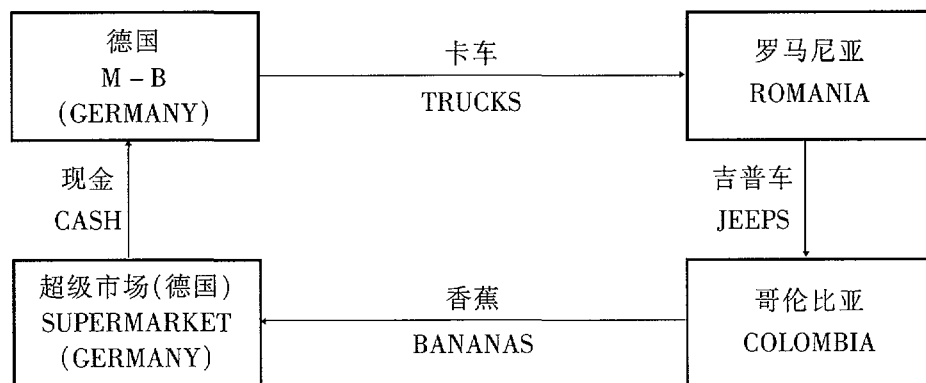 德国
M – B
(GERMANY)
卡车
TRUCKS
罗马尼亚
ROMANIA
现金
CASH
吉普车
JEEPS
超级市场(德国)
SUPERMARKET
(GERMANY)
香蕉
BANANAS
哥伦比亚
COLOMBIA